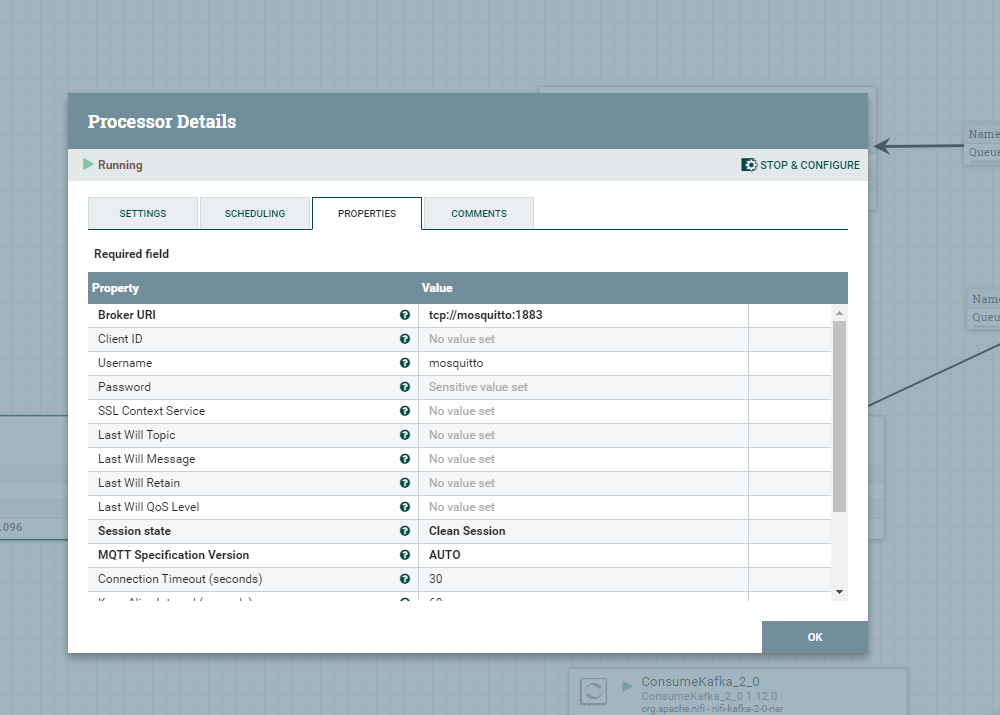 Processor Details
Name
Queue
Running
STOP & CONFIGURE
SETTINGS
SCHEDULING
PROPERTIES
COMMENTS
Required field
Property Value
Broker URI tcp://mosquitto:1883
Client ID No value set
Username mosquitto
Password Sensitive value set
SSL Context Service No value set
Last Will Topic No value set
Last Will Message No value set
Last Will Retain No value set
Last Will QoS Level No value set
Session state Clean Session
MQTT Specification Version AUTO
Connection Timeout (seconds) 30
Name
Queue
.096
OK
ConsumeKafka_2_0
ConsumeKafka_2_0 1.12.0
org.apache.nifi - nifi-kafka-2-0-nar